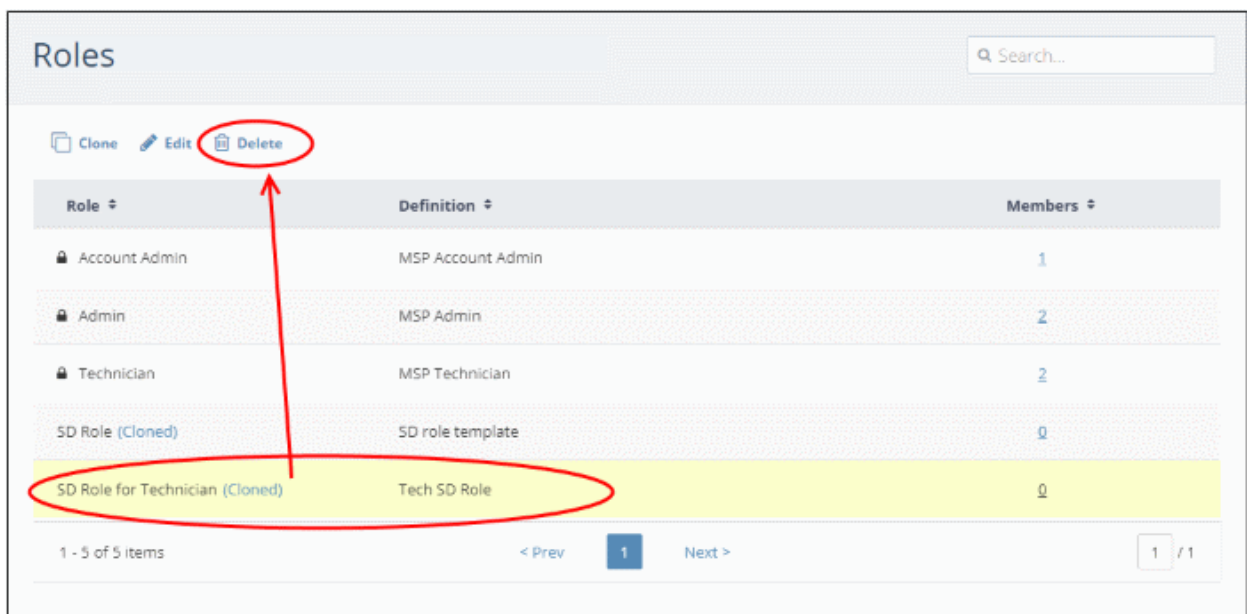 Roles
Search...
Clone Edit Delete
Role Definition Members
Account Admin MSP Account Admin 1
Admin MSP Admin 2
Technician MSP Technician 2
SD Role (Cloned) SD role template 0
SD Role for Technician (Cloned) Tech SD Role 0
1 - 5 of 5 items < Prev 1 Next > 1 / 1